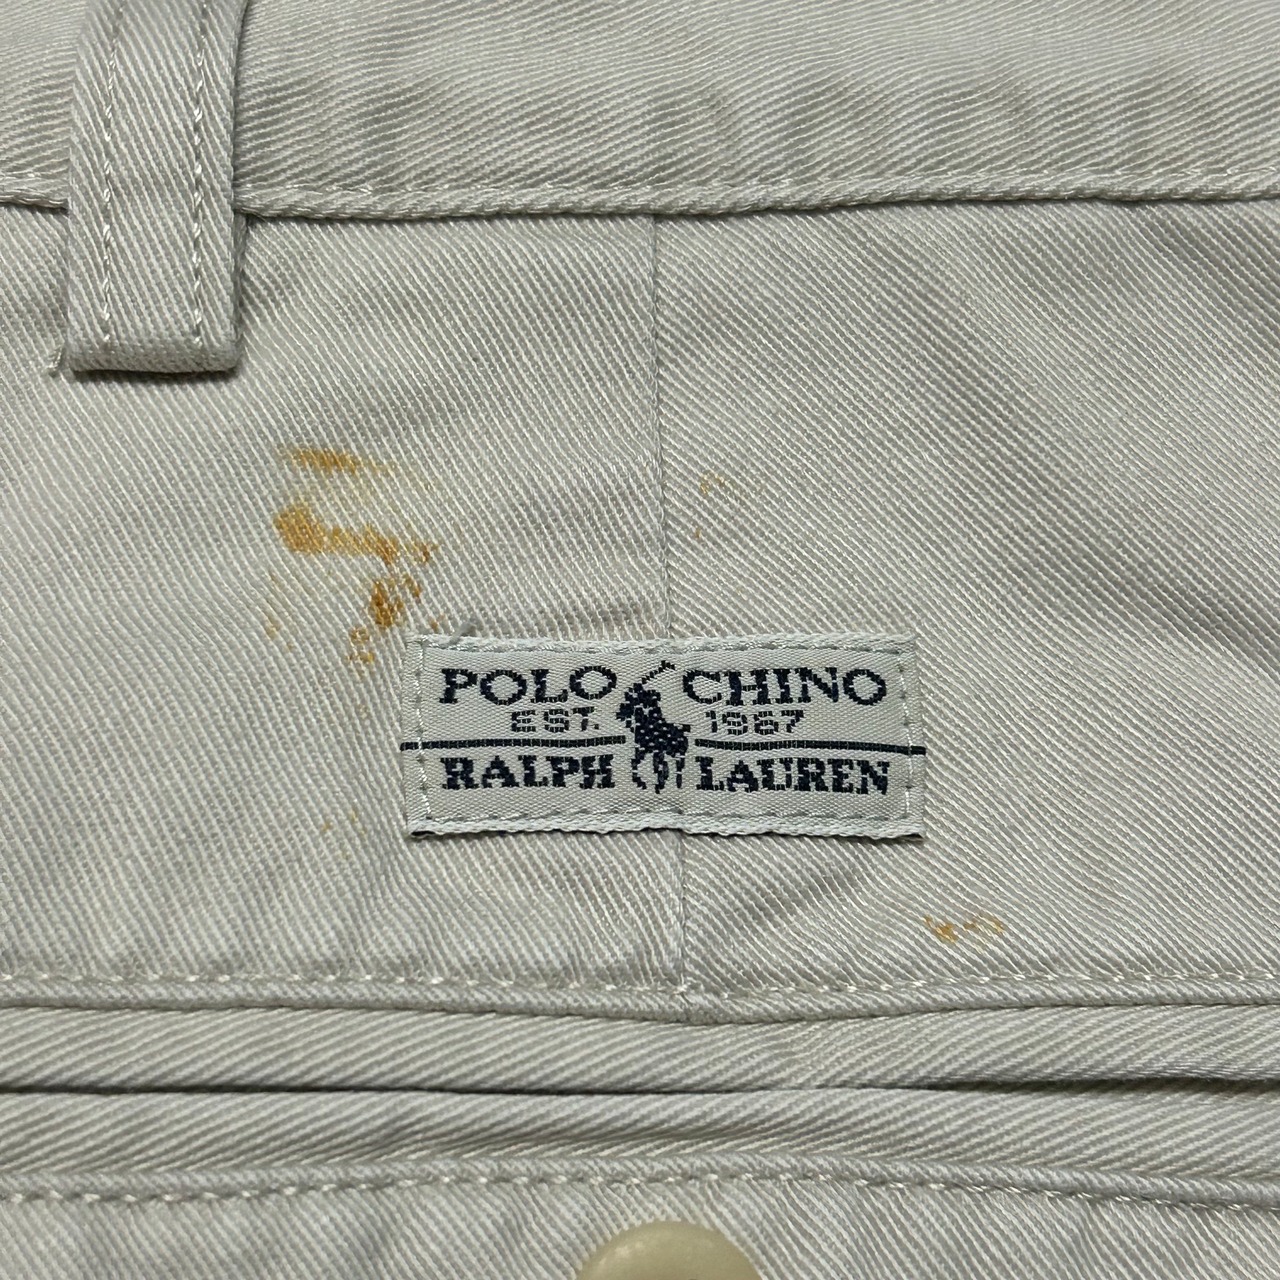 POLO CHINO
EST. 1967
RALPH LAUREN